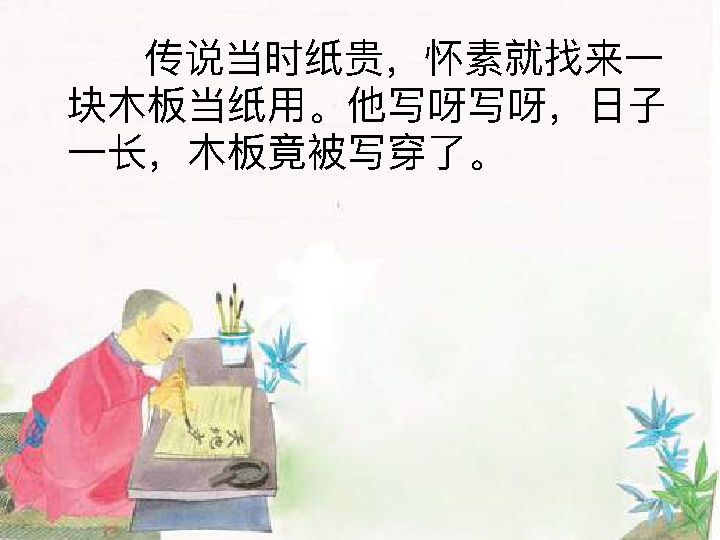 传说当时纸贵，怀素就找来一
块木板当纸用。他写呀写呀，日子
一长，木板竟被写穿了。
天地